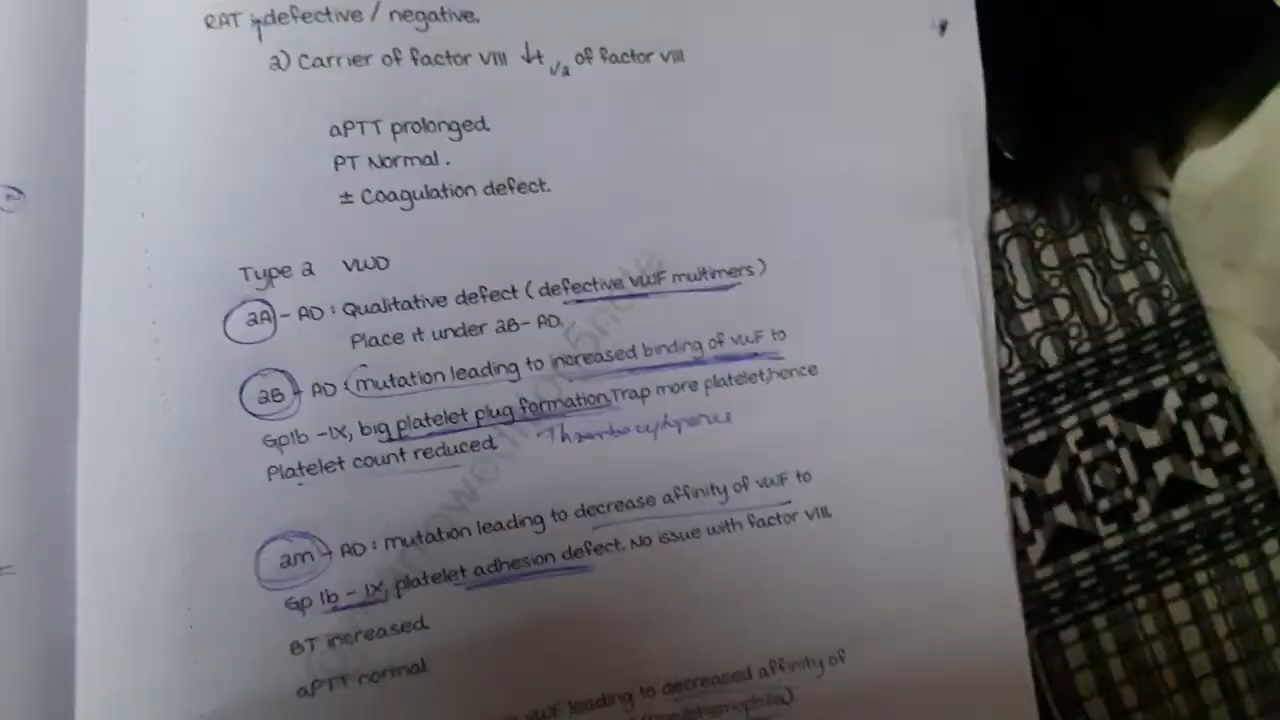 RAT defective / negative.
2) Carrier of factor VIII ↓t 1/2 of factor VIII
aPTT prolonged.
PT Normal.
± Coagulation defect.
Type 2 VWD
2A - AD: Qualitative defect (defective VWF multimers)
Place it under 2B- AD.
2B - AD: mutation leading to increased binding of VWF to
Gp1b -IX, big platelet plug formation. Trap more platelet, hence
Platelet count reduced
2m - AD: mutation leading to decrease affinity of VWF to
Gp 1b - IX, platelet adhesion defect. No issue with factor VIII.
BT increased.
aPTT normal
VWF leading to decreased affinity of